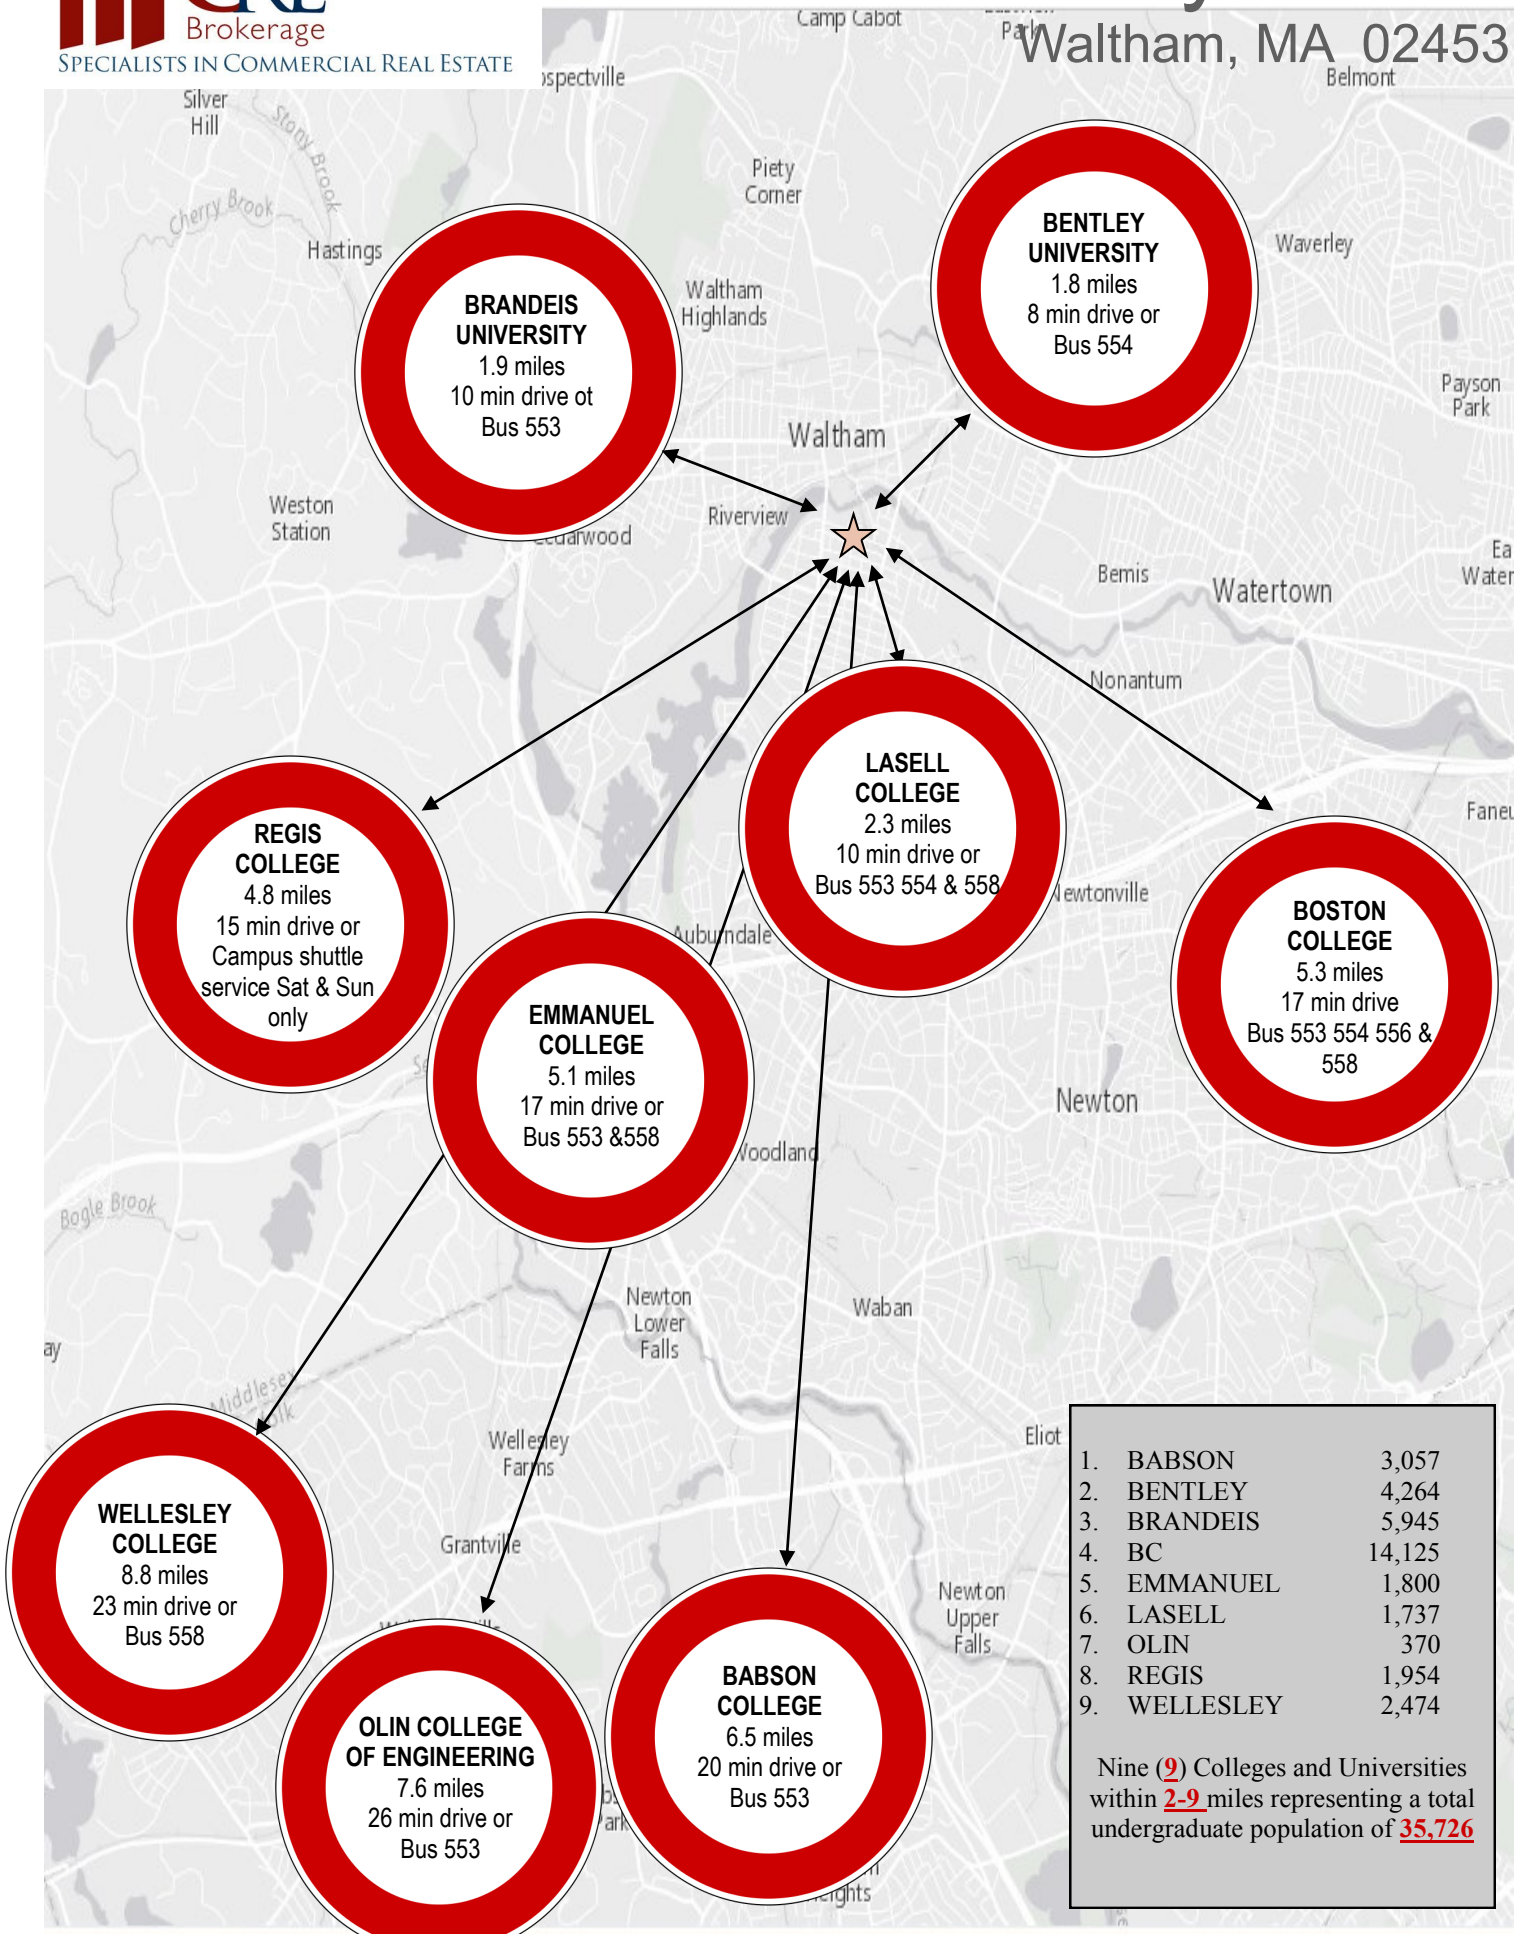 CRE
Brokerage
SPECIALISTS IN COMMERCIAL REAL ESTATE
Waltham, MA 02453
Camp Cabot
Park
Belmont
Silver
Hill
Stony Brook
Cherry Brook
Hastings
Piety
Corner
Waltham
Highlands
Waverley
Payson
Park
Waltham
Weston
Station
Riverview
Cedarwood
Bemis
Watertown
Nonantum
BRANDEIS
UNIVERSITY
1.9 miles
10 min drive ot
Bus 553
BENTLEY
UNIVERSITY
1.8 miles
8 min drive or
Bus 554
REGIS
COLLEGE
4.8 miles
15 min drive or
Campus shuttle
service Sat & Sun
only
LASELL
COLLEGE
2.3 miles
10 min drive or
Bus 553 554 & 558
EMMANUEL
COLLEGE
5.1 miles
17 min drive or
Bus 553 &558
BOSTON
COLLEGE
5.3 miles
17 min drive
Bus 553 554 556 &
558
Auburndale
Newtonville
Newton
Woodland
Bogle Brook
Newton
Lower
Falls
Waban
Eliot
Wellesley
Farms
Grantville
Newton
Upper
Falls
WELLESLEY
COLLEGE
8.8 miles
23 min drive or
Bus 558
OLIN COLLEGE
OF ENGINEERING
7.6 miles
26 min drive or
Bus 553
BABSON
COLLEGE
6.5 miles
20 min drive or
Bus 553
1. BABSON 3,057
2. BENTLEY 4,264
3. BRANDEIS 5,945
4. BC 14,125
5. EMMANUEL 1,800
6. LASELL 1,737
7. OLIN 370
8. REGIS 1,954
9. WELLESLEY 2,474
Nine (9) Colleges and Universities
within 2-9 miles representing a total
undergraduate population of 35,726